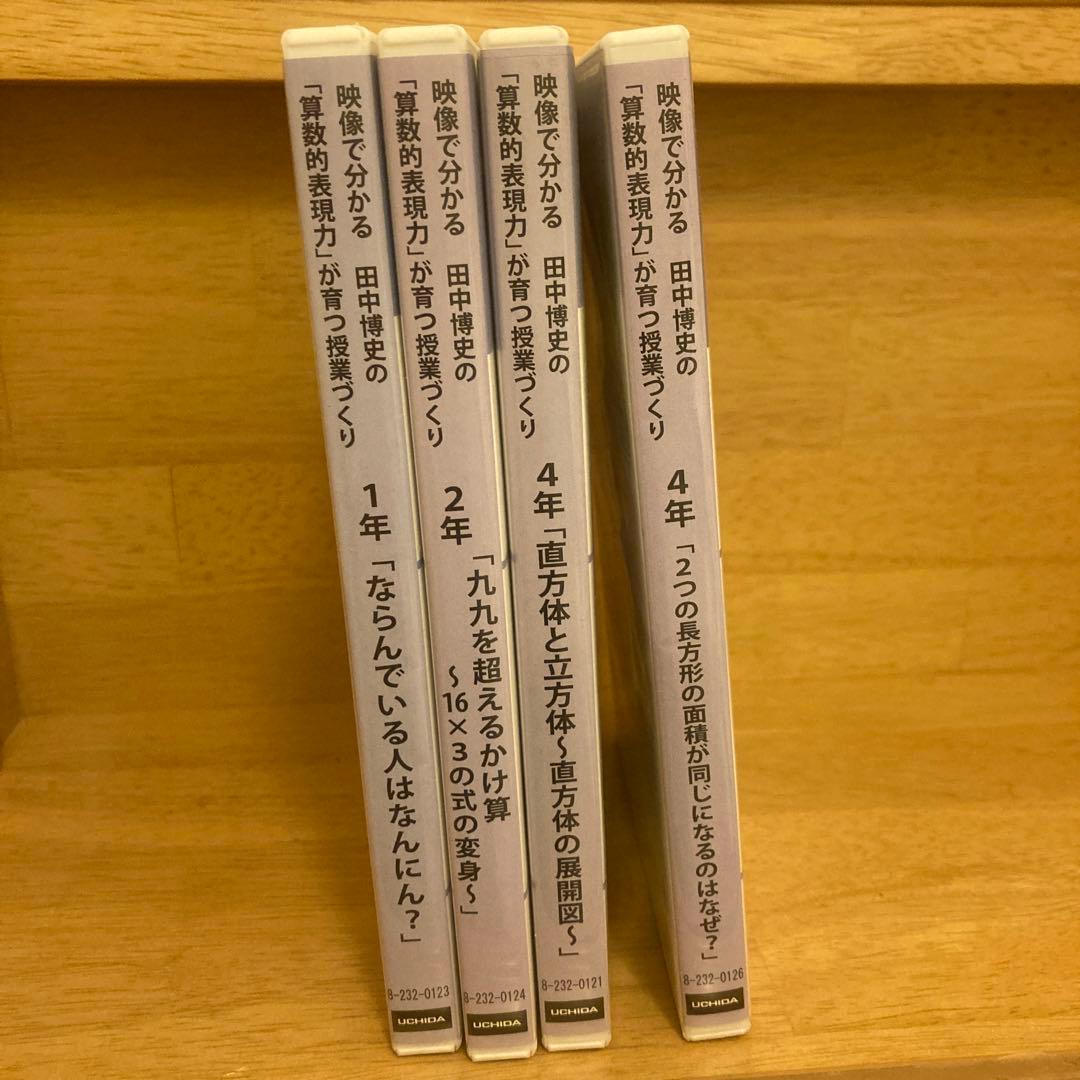 映像で分かる 田中博史の
「算数的表現力」が育つ授業づくり
1年「ならんでいる人はなんにん？」
8-232-0123
UCHIDA
映像で分かる 田中博史の
「算数的表現力」が育つ授業づくり
2年「九九を超えるかけ算
〜16×3の式の変身〜」
8-232-0124
UCHIDA
映像で分かる 田中博史の
「算数的表現力」が育つ授業づくり
4年「直方体と立方体〜直方体の展開図〜」
8-232-0121
UCHIDA
映像で分かる 田中博史の
「算数的表現力」が育つ授業づくり
4年「2つの長方形の面積が同じになるのはなぜ？」
8-232-0126
UCHIDA